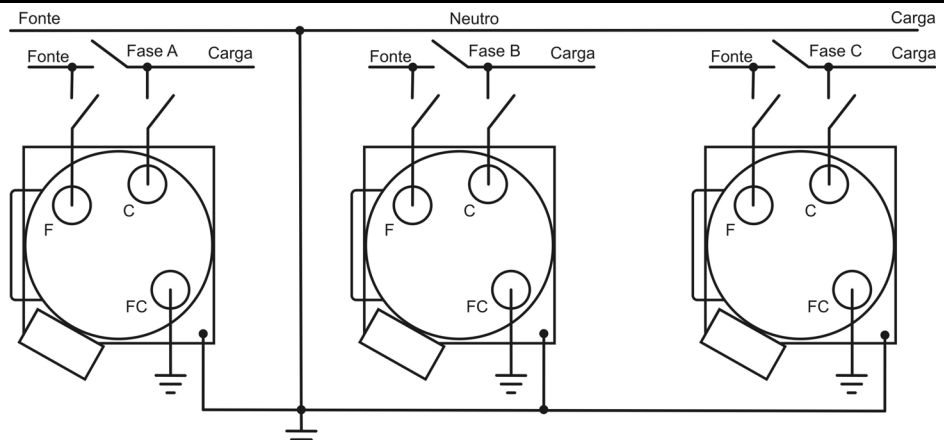 Fonte Neutro Carga
Fonte Fase A Carga
Fonte Fase B Carga
Fonte Fase C Carga
F C
FC
F C
FC
F C
FC